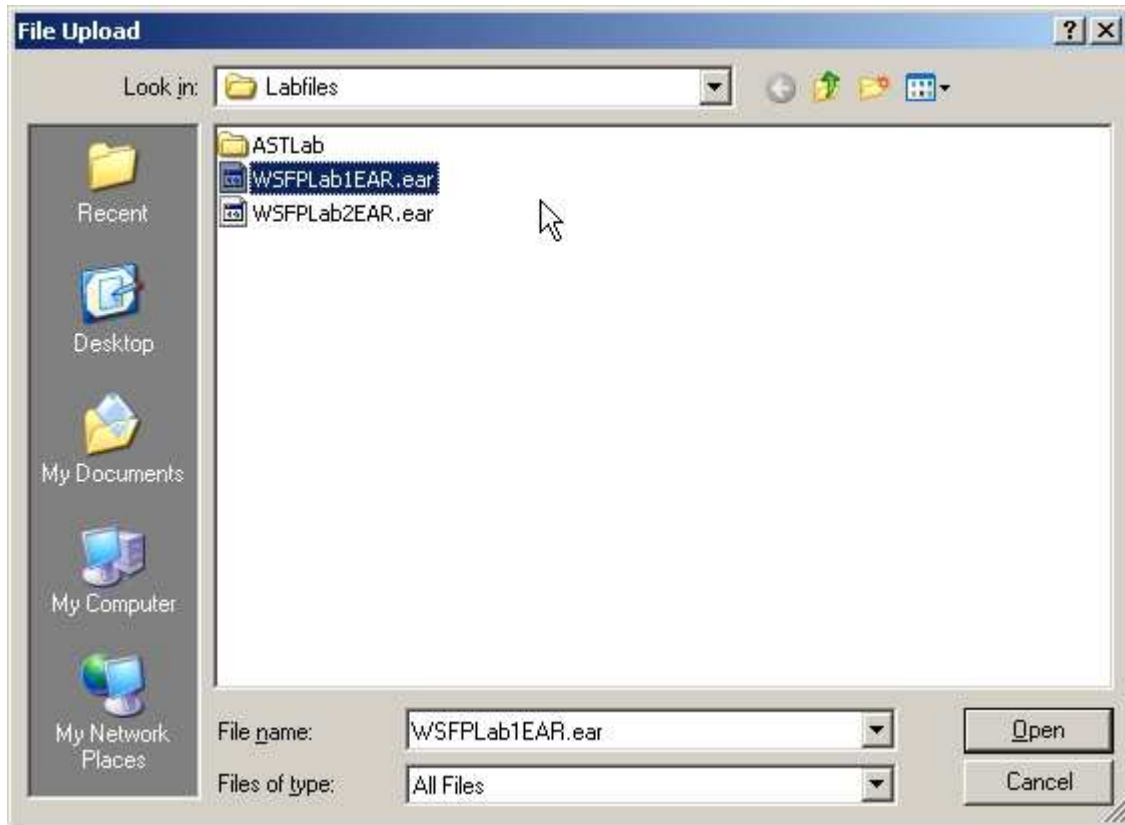 File Upload
Look in: Labfiles
ASTLab
WSFPLab1EAR.ear
WSFPLab2EAR.ear
Recent
Desktop
My Documents
My Computer
My Network
Places
File name: WSFPLab1EAR.ear Open
Files of type: All Files Cancel